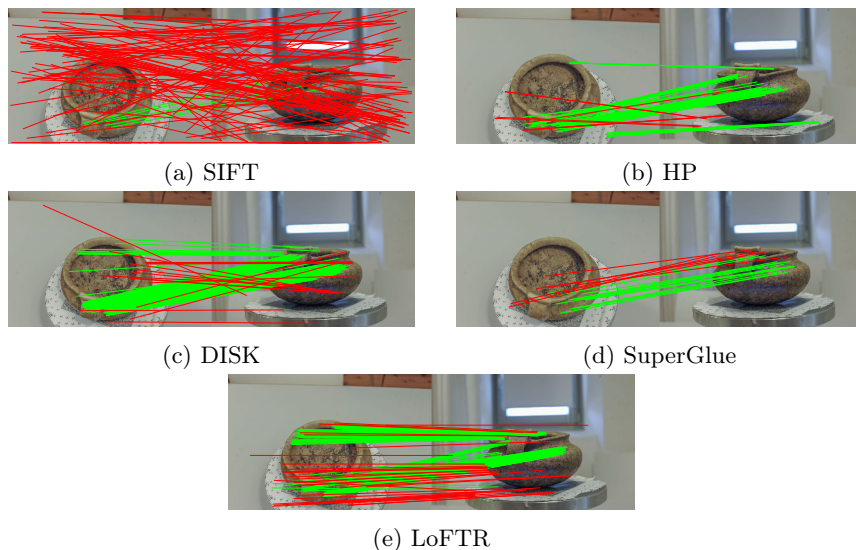 (a) SIFT
(b) HP
(c) DISK
(d) SuperGlue
(e) LoFTR